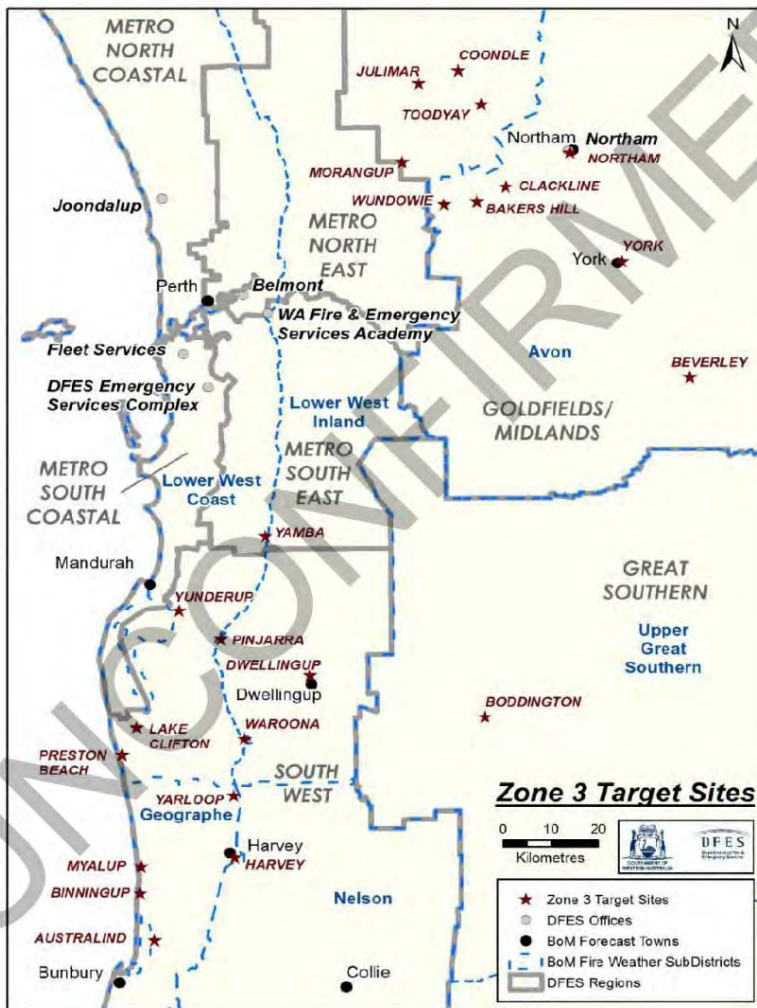 METRO
NORTH
COASTAL
N
COONDLE
JULIMAR
TOODYAY
Northam
Northam
NORTHAM
MORANGUP
CLACKLINE
WUNDOWIE
BAKERS HILL
Joondalup
METRO
NORTH
EAST
York
YORK
Perth
Belmont
WA Fire & Emergency
Services Academy
Fleet Services
Avon
BEVERLEY
DFES Emergency
Services Complex
Lower West
Inland
GOLDFIELDS/
MIDLANDS
METRO
SOUTH
COASTAL
Lower West
Coast
METRO
SOUTH
EAST
YAMBA
Mandurah
GREAT
SOUTHERN
YUNDERUP
Upper
Great
Southern
PINJARRA
DWELLINGUP
Dwellingup
BODDINGTON
LAKE
CLIFTON
WAROONA
PRESTON
BEACH
SOUTH
WEST
YARLOOP
Geographe
Harvey
HARVEY
MYALUP
BINNINGUP
Nelson
AUSTRALIND
Bunbury
Collie
Zone 3 Target Sites
0 10 20
Kilometres
GOVERNMENT OF
WESTERN AUSTRALIA
DFES
Zone 3 Target Sites
DFES Offices
BoM Forecast Towns
BoM Fire Weather SubDistricts
DFES Regions
UNCONFIRMED